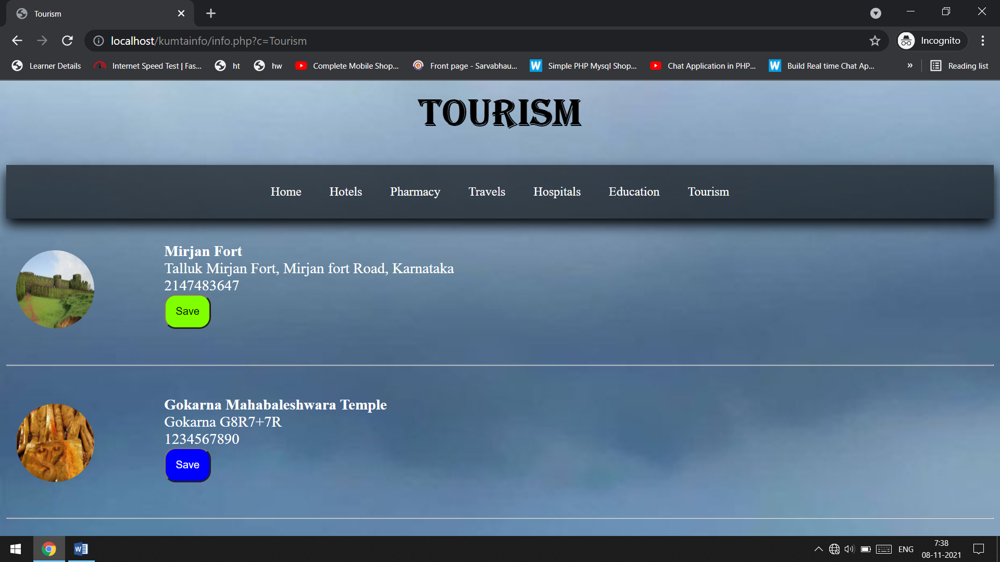 Tourism
localhost/kumtainfo/info.php?c=Tourism
Incognito
Learner Details
Internet Speed Test | Fas...
ht
hw
Complete Mobile Shop...
Front page - Sarvabhau...
W Simple PHP Mysql Shop...
Chat Application in PHP...
W Build Real time Chat Ap...
»
Reading list
TOURISM
Home Hotels Pharmacy Travels Hospitals Education Tourism
Mirjan Fort
Talluk Mirjan Fort, Mirjan fort Road, Karnataka
2147483647
Save
Gokarna Mahabaleshwara Temple
Gokarna G8R7+7R
1234567890
Save
W
ENG
7:38
08-11-2021